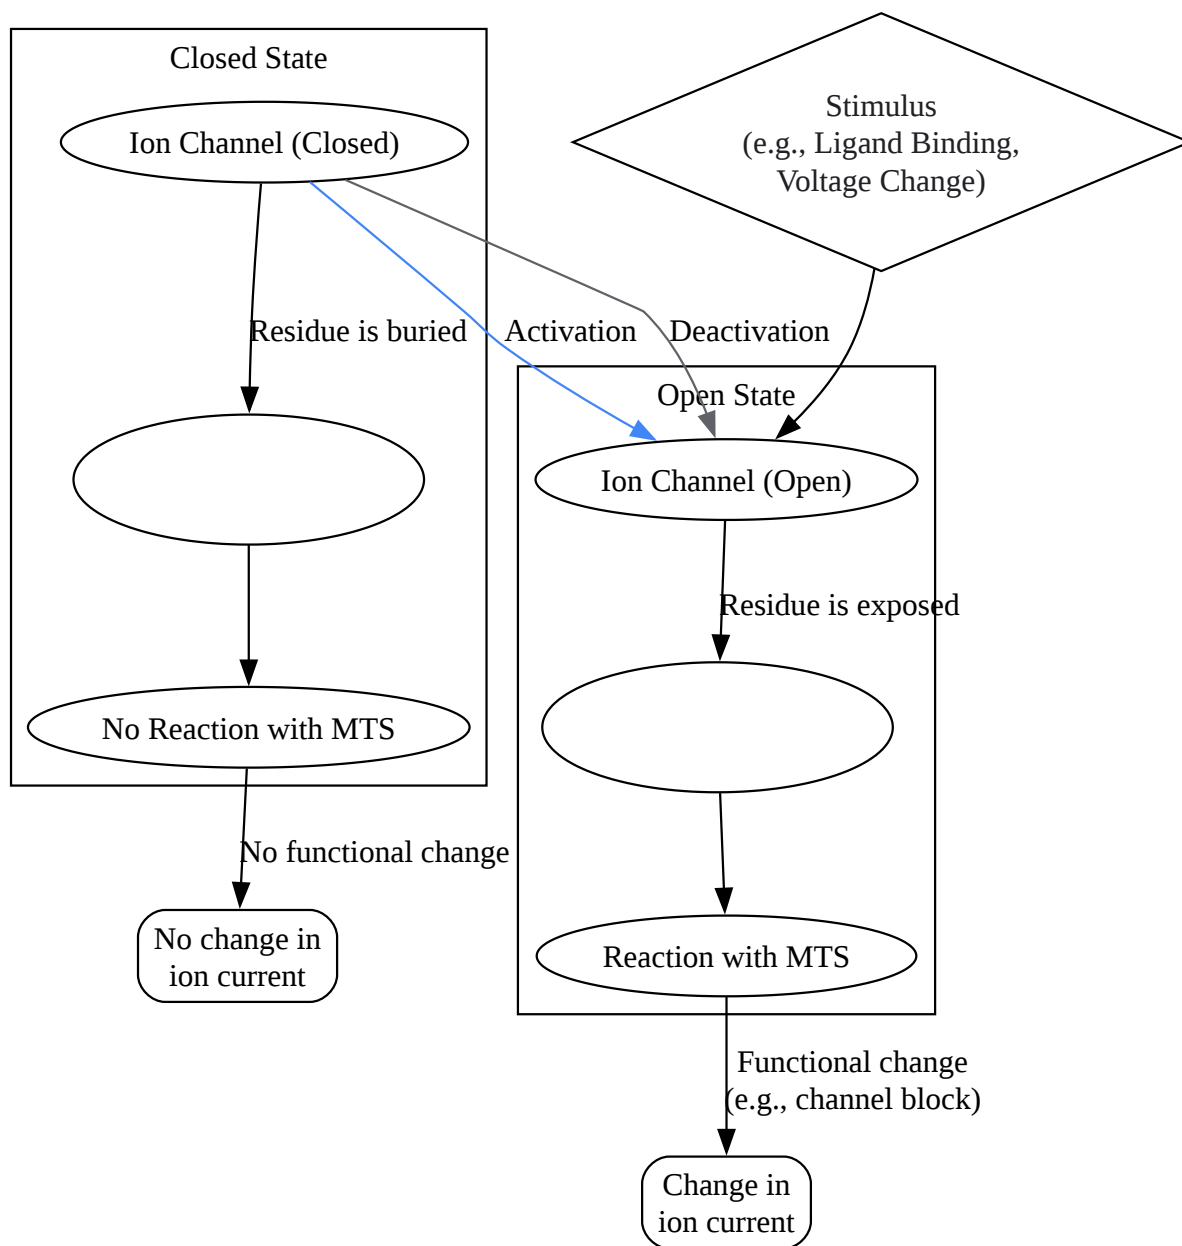 Closed State
Ion Channel (Closed)
Stimulus
(e.g., Ligand Binding,
Voltage Change)
Residue is buried
Activation
Deactivation
Open State
Ion Channel (Open)
Residue is exposed
No Reaction with MTS
No functional change
No change in
ion current
Reaction with MTS
Functional change
(e.g., channel block)
Change in
ion current